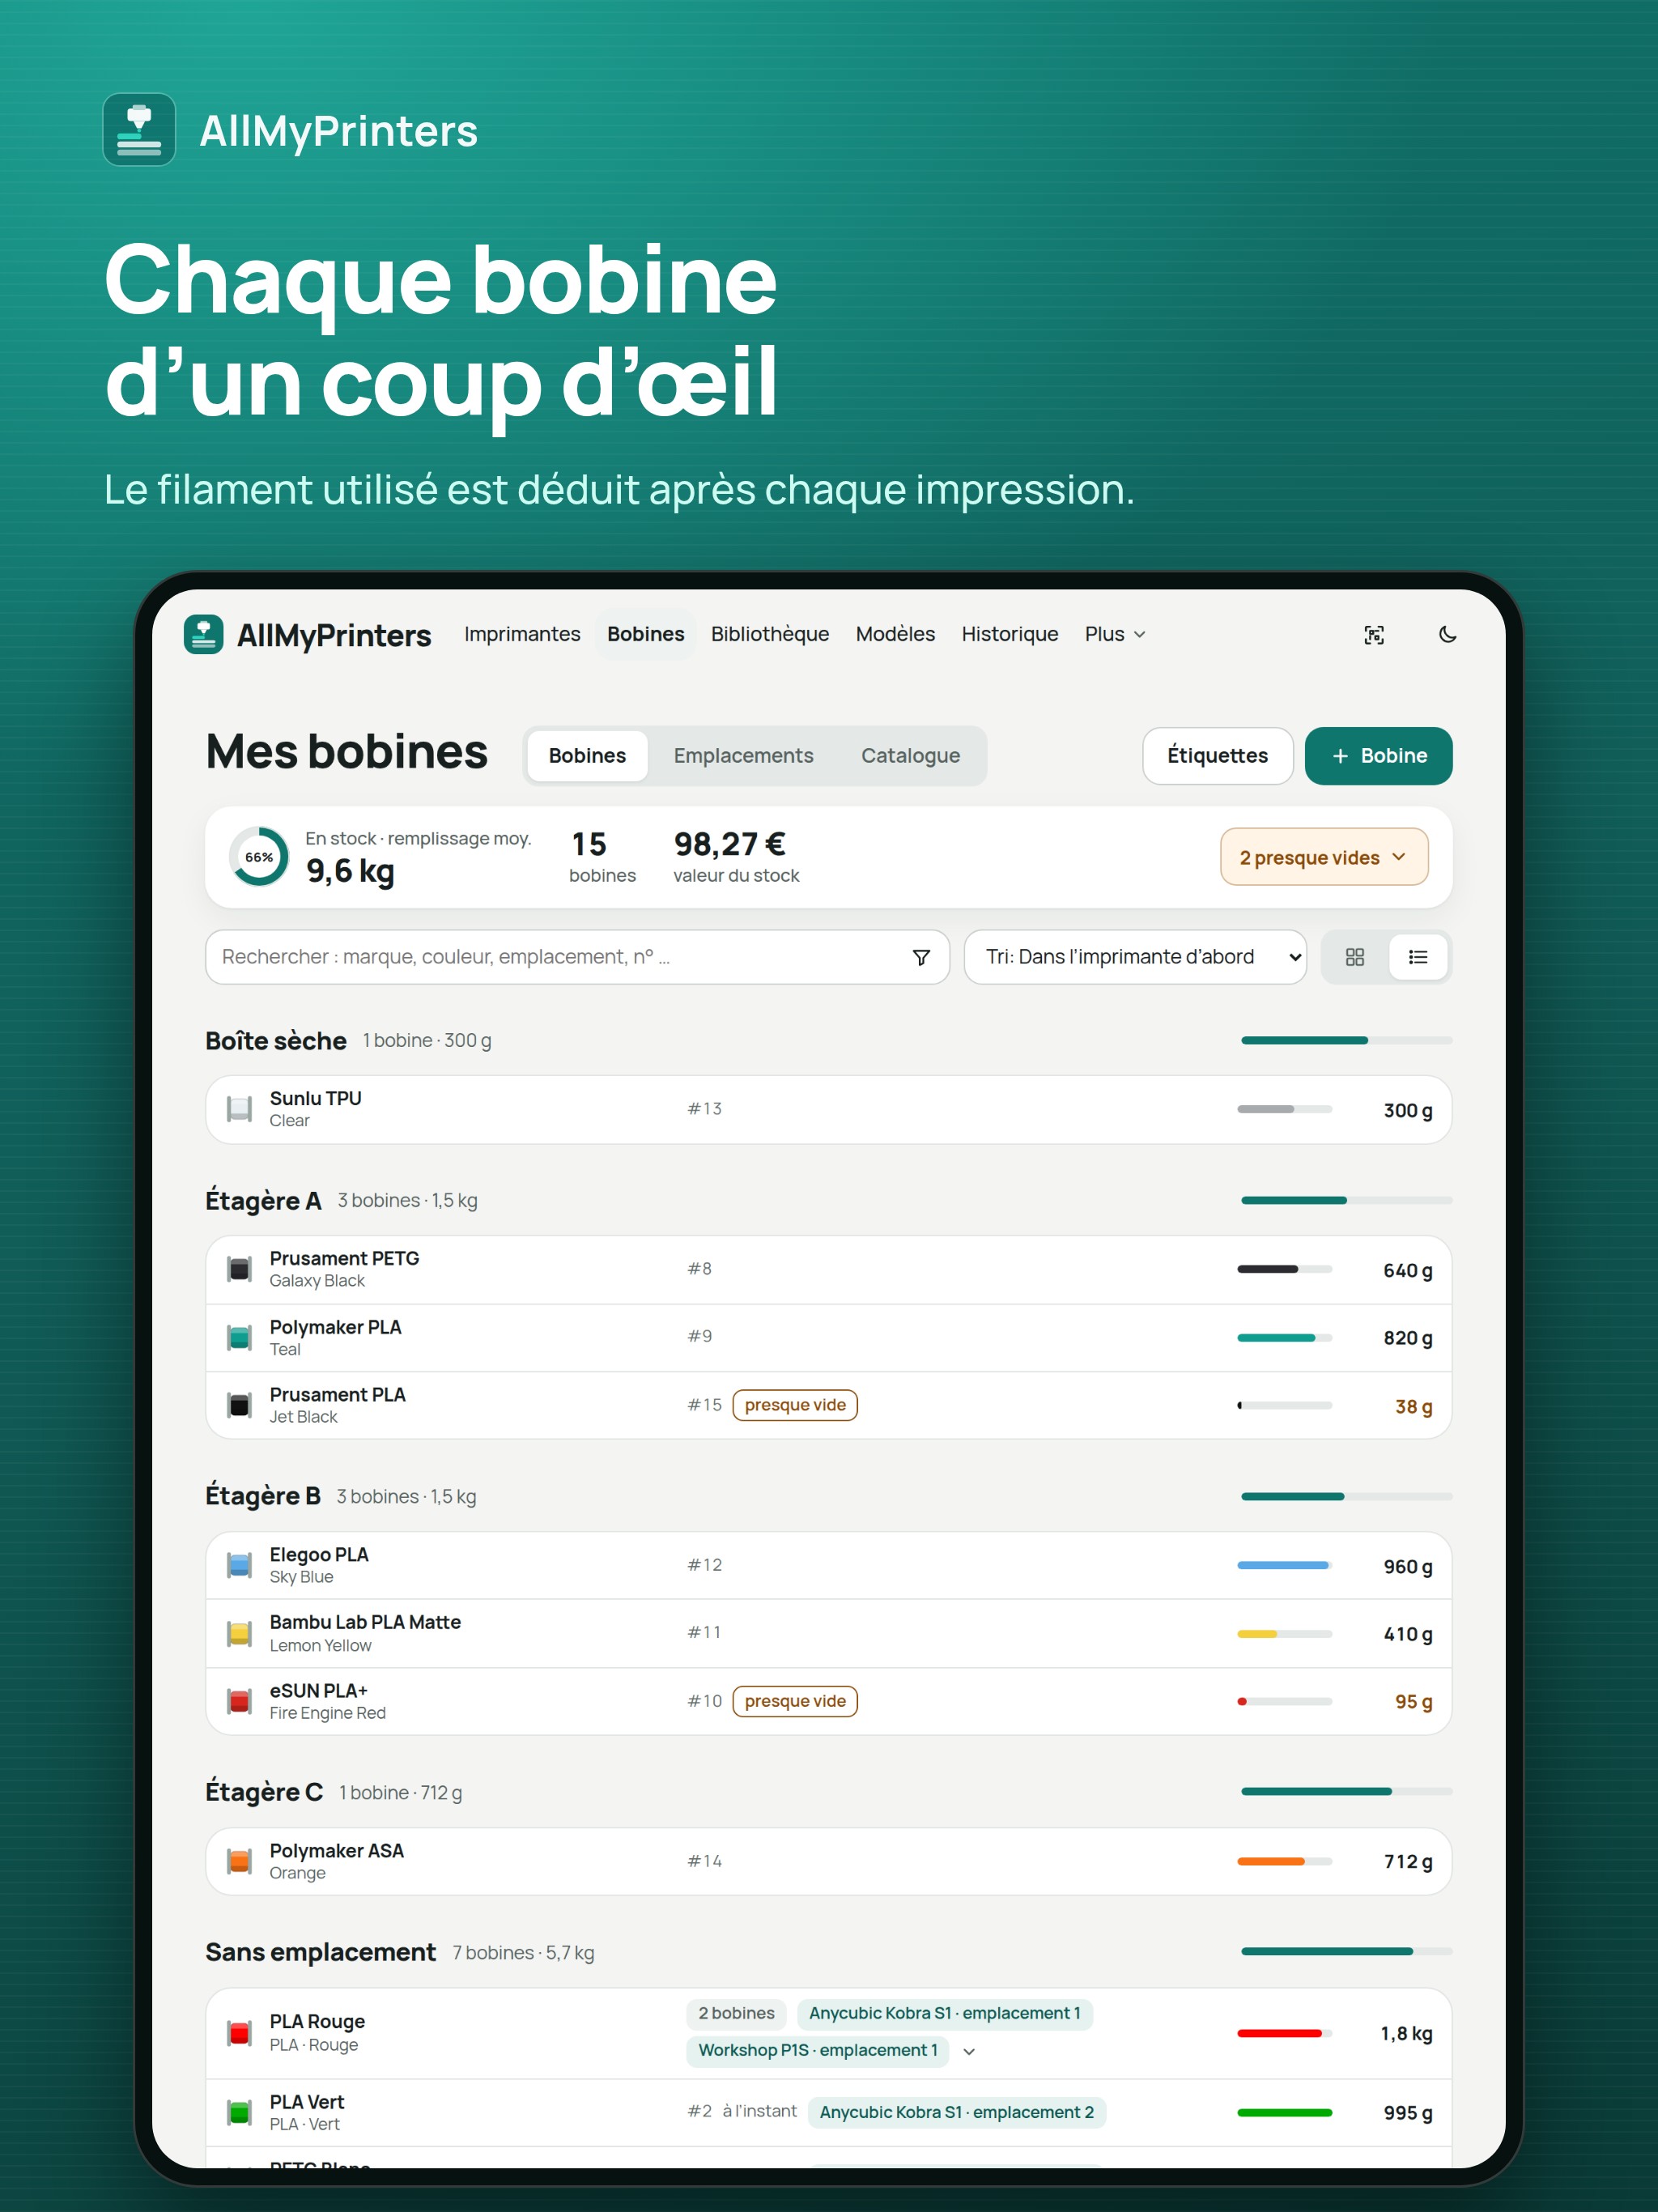 AllMyPrinters
Chaque bobine
d’un coup d’œil
Le filament utilisé est déduit après chaque impression.
AllMyPrinters Imprimantes Bobines Bibliothèque Modèles Historique Plus
Mes bobines Bobines Emplacements Catalogue Étiquettes + Bobine
66% En stock · remplissage moy. 15 98,27 €
9,6 kg bobines valeur du stock
2 presque vides
Rechercher : marque, couleur, emplacement, n° ... Tri: Dans l’imprimante d’abord
Boîte sèche 1 bobine · 300 g
Sunlu TPU #13 300 g
Clear
Étagère A 3 bobines · 1,5 kg
Prusament PETG #8 640 g
Galaxy Black
Polymaker PLA #9 820 g
Teal
Prusament PLA #15 presque vide 38 g
Jet Black
Étagère B 3 bobines · 1,5 kg
Elegoo PLA #12 960 g
Sky Blue
Bambu Lab PLA Matte #11 410 g
Lemon Yellow
eSUN PLA+ #10 presque vide 95 g
Fire Engine Red
Étagère C 1 bobine · 712 g
Polymaker ASA #14 712 g
Orange
Sans emplacement 7 bobines · 5,7 kg
PLA Rouge 2 bobines Anycubic Kobra S1 · emplacement 1 1,8 kg
PLA · Rouge Workshop P1S · emplacement 1
PLA Vert #2 à l’instant Anycubic Kobra S1 · emplacement 2 995 g
PLA · Vert